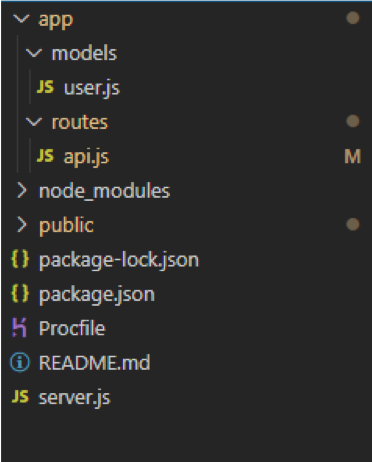 app
models
JS user.js
routes
JS api.js M
node_modules
public
{} package-lock.json
{} package.json
Procfile
README.md
JS server.js